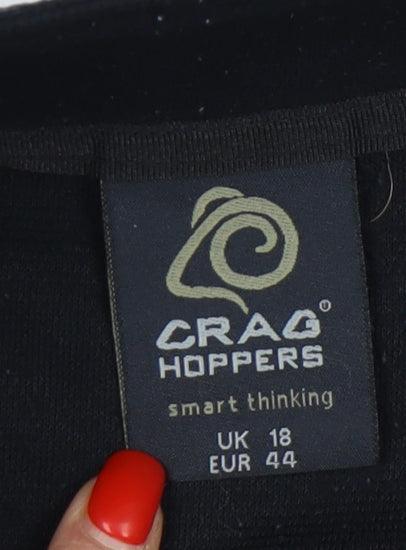 CRAG®
HOPPERS
smart thinking
UK 18
EUR 44